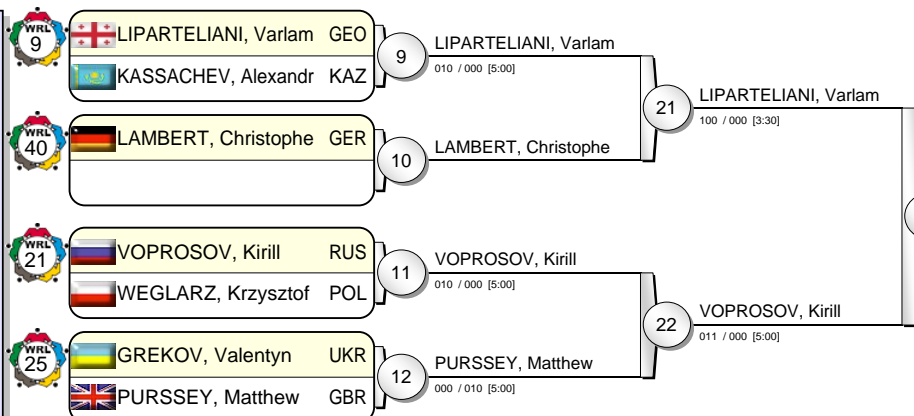 WRL 9
LIPARTELIANI, Varlam GEO
KASSACHEV, Alexandr KAZ
9
LIPARTELIANI, Varlam
010 / 000 [5:00]
WRL 40
LAMBERT, Christophe GER
10
LAMBERT, Christophe
21
LIPARTELIANI, Varlam
100 / 000 [3:30]
WRL 21
VOPROSOV, Kirill RUS
WEGLARZ, Krzysztof POL
11
VOPROSOV, Kirill
010 / 000 [5:00]
WRL 25
GREKOV, Valentyn UKR
PURSSEY, Matthew GBR
12
PURSSEY, Matthew
000 / 010 [5:00]
22
VOPROSOV, Kirill
011 / 000 [5:00]